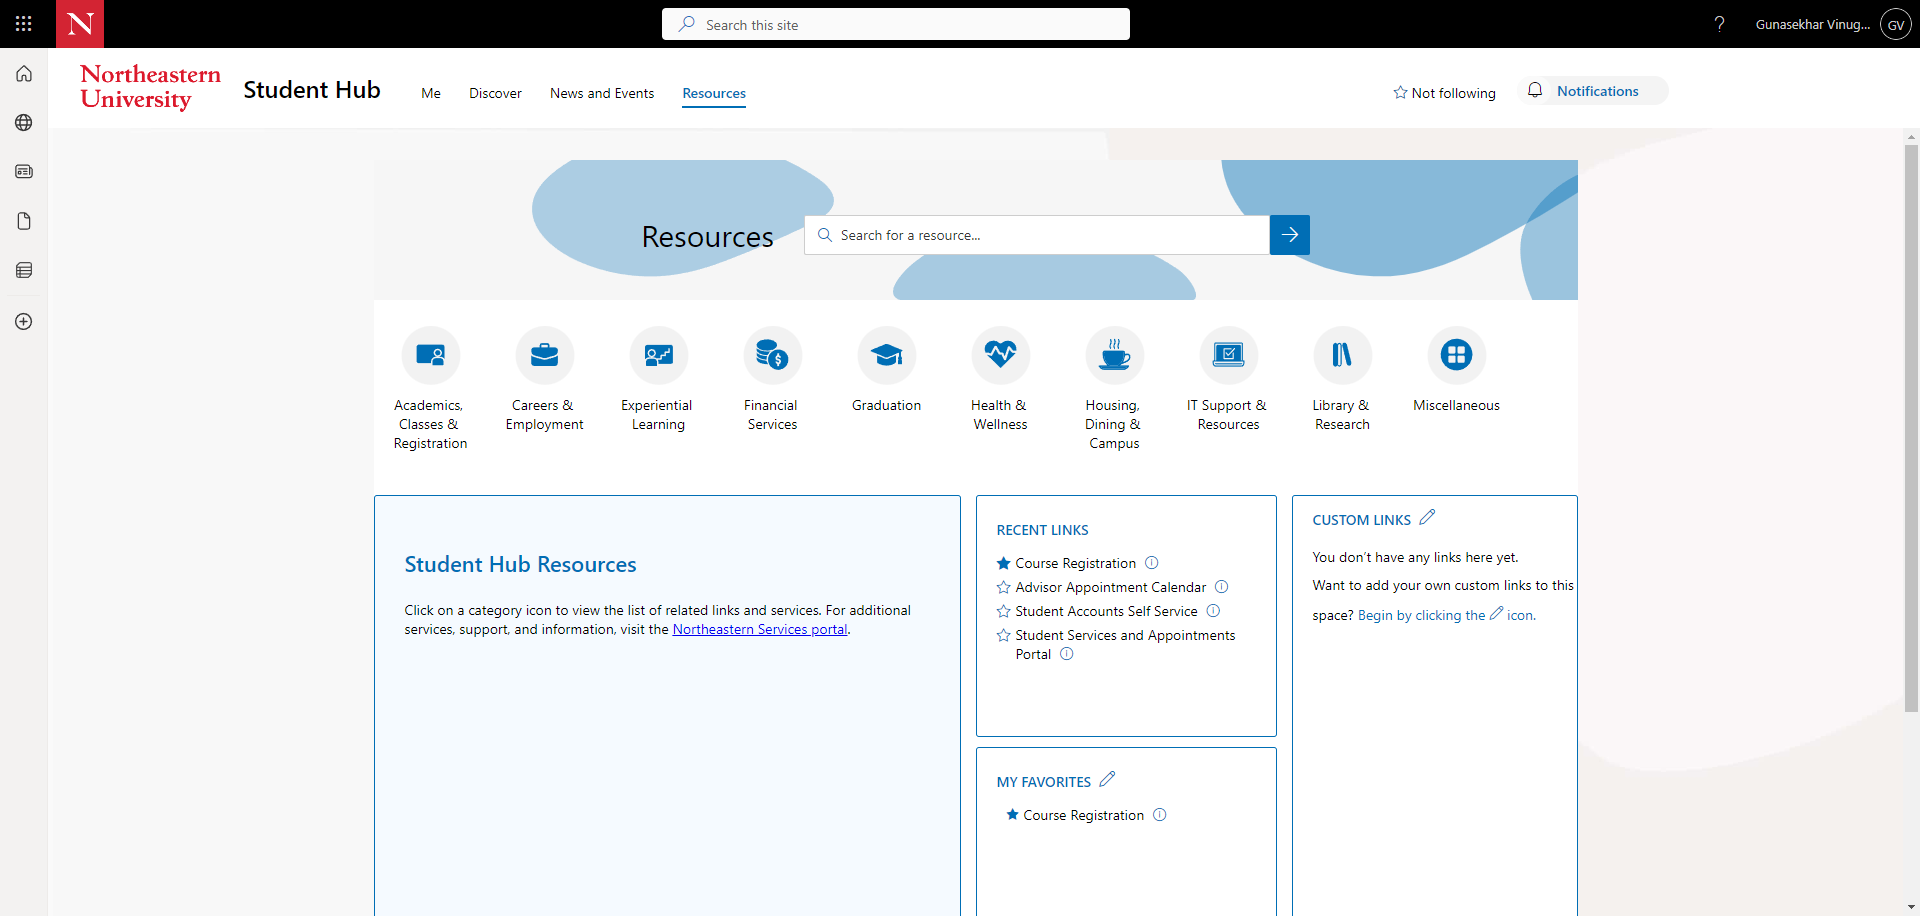 N
Search this site
?
Gunasekhar Vinug...
GV
Northeastern
University
Student Hub
Me
Discover
News and Events
Resources
Not following
Notifications
Resources
Search for a resource...
Academics,
Classes &
Registration
Careers &
Employment
Experiential
Learning
Financial
Services
Graduation
Health &
Wellness
Housing,
Dining &
Campus
IT Support &
Resources
Library &
Research
Miscellaneous
Student Hub Resources
Click on a category icon to view the list of related links and services. For additional
services, support, and information, visit the Northeastern Services portal.
RECENT LINKS
Course Registration
Advisor Appointment Calendar
Student Accounts Self Service
Student Services and Appointments
Portal
MY FAVORITES
Course Registration
CUSTOM LINKS
You don't have any links here yet.
Want to add your own custom links to this
space? Begin by clicking the icon.